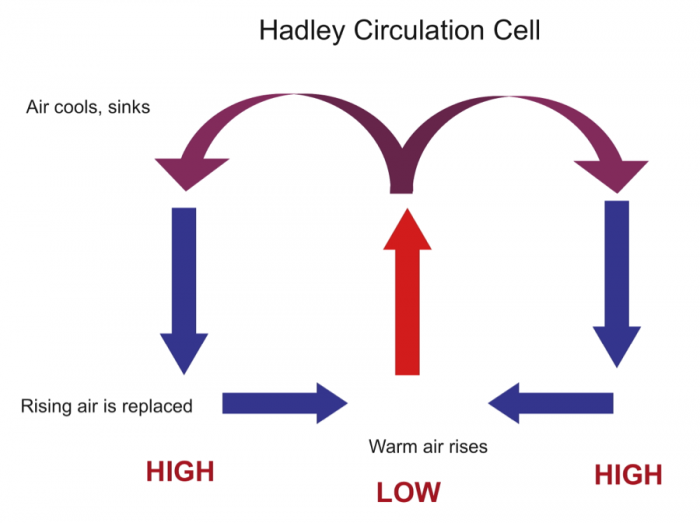 Hadley Circulation Cell
Air cools, sinks
Rising air is replaced
Warm air rises
HIGH
LOW
HIGH